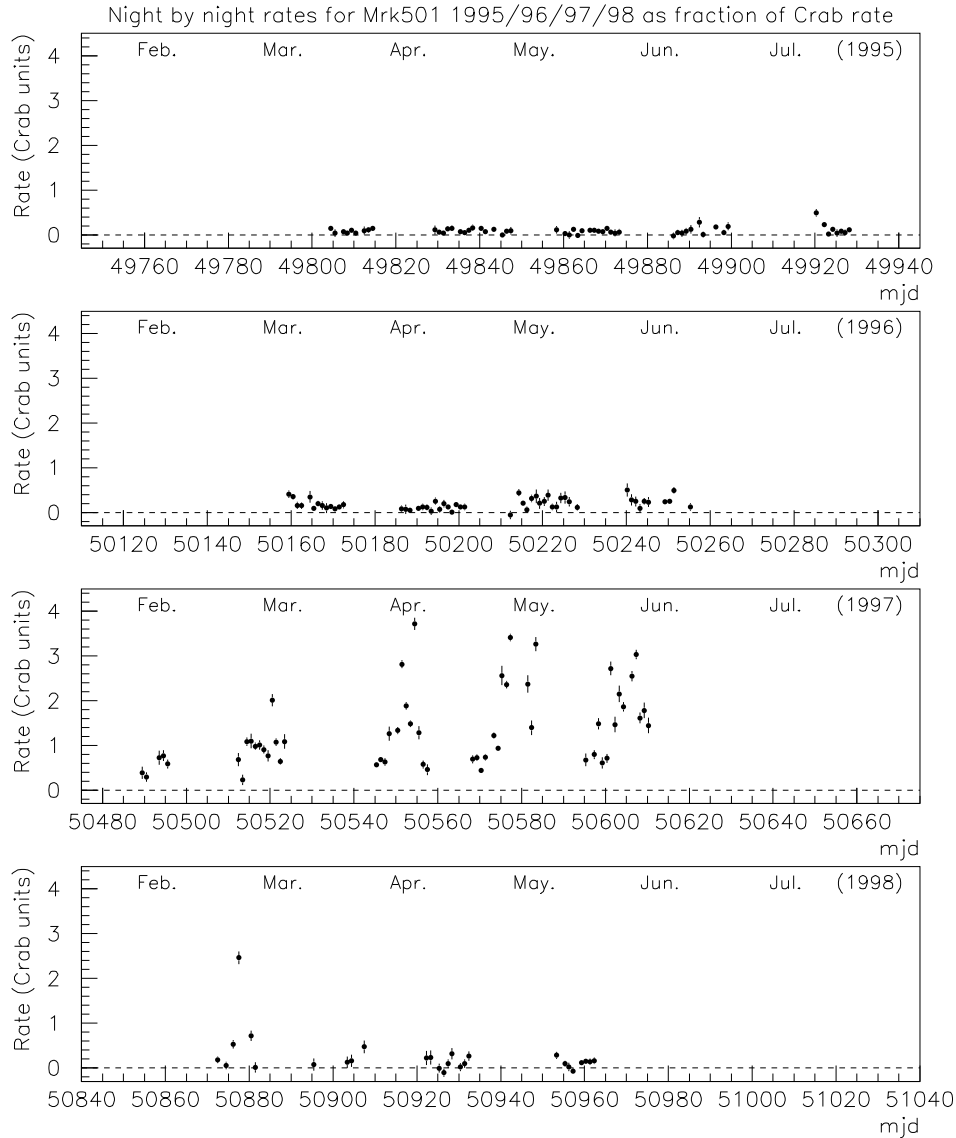 Night by night rates for Mrk501 1995/96/97/98 as fraction of Crab rate
Rate (Crab units)
Feb. Mar. Apr. May. Jun. Jul. (1995)
4
3
2
1
0
49760 49780 49800 49820 49840 49860 49880 49900 49920 49940
mjd
Rate (Crab units)
Feb. Mar. Apr. May. Jun. Jul. (1996)
4
3
2
1
0
50120 50140 50160 50180 50200 50220 50240 50260 50280 50300
mjd
Rate (Crab units)
Feb. Mar. Apr. May. Jun. Jul. (1997)
4
3
2
1
0
50480 50500 50520 50540 50560 50580 50600 50620 50640 50660
mjd
Rate (Crab units)
Feb. Mar. Apr. May. Jun. Jul. (1998)
4
3
2
1
0
50840 50860 50880 50900 50920 50940 50960 50980 51000 51020 51040
mjd